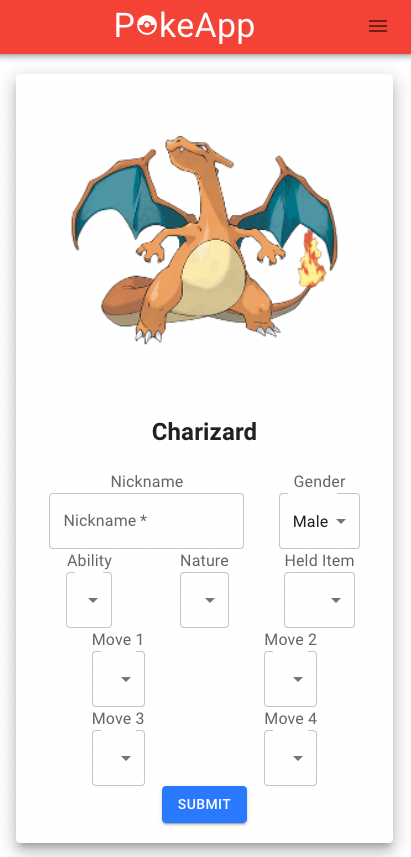 PokeApp
Charizard
Nickname Gender
Nickname * Male
Ability Nature Held Item
Move 1 Move 2
Move 3 Move 4
SUBMIT